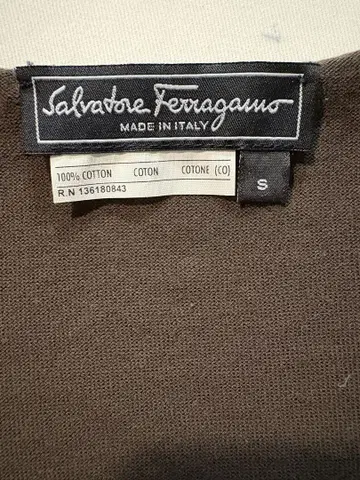 Salvatore Ferragamo
MADE IN ITALY
100% COTTON COTON COTONE (CO)
R.N 136180843
S